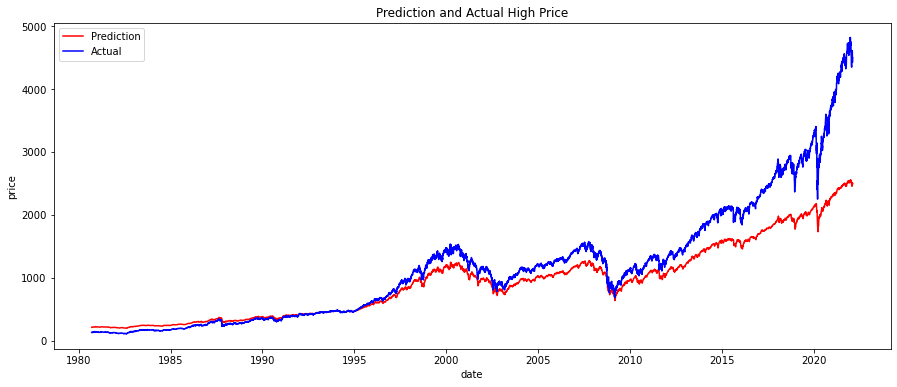 Prediction and Actual High Price
Prediction
Actual
price
5000
4000
3000
2000
1000
0
1980 1985 1990 1995 2000 2005 2010 2015 2020
date